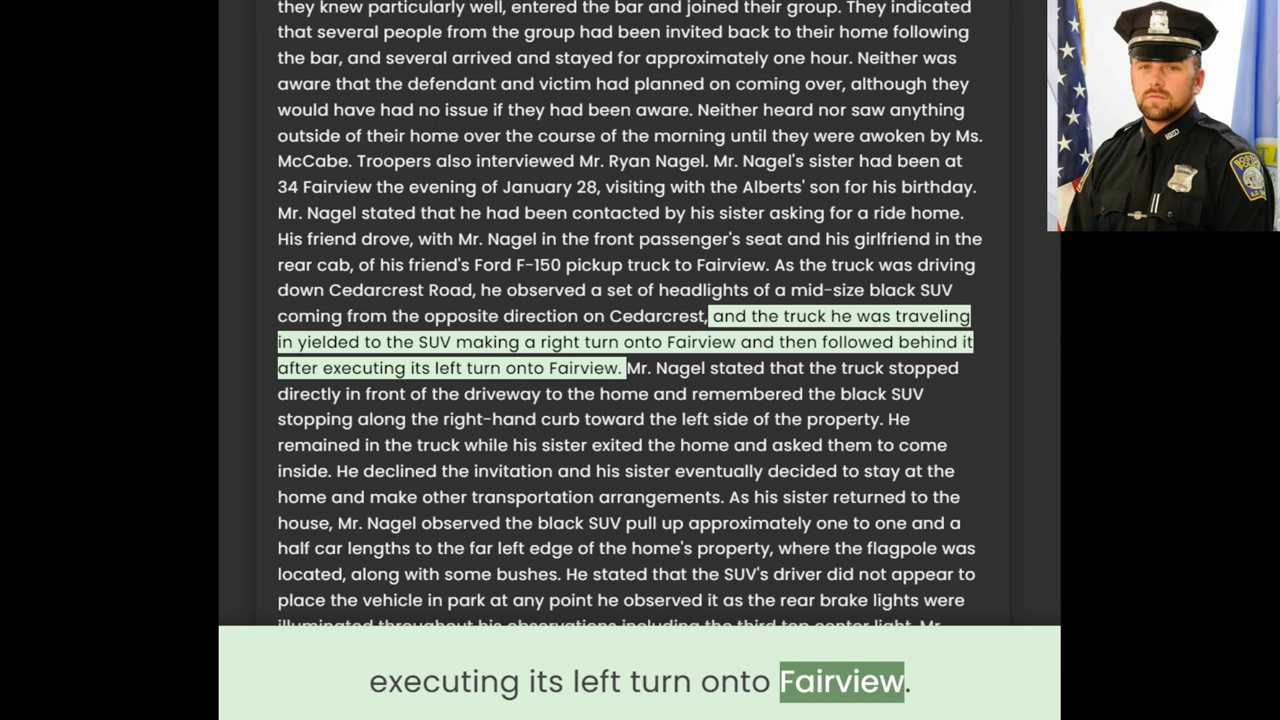 they knew particularly well, entered the bar and joined their group. They indicated
that several people from the group had been invited back to their home following
the bar, and several arrived and stayed for approximately one hour. Neither was
aware that the defendant and victim had planned on coming over, although they
would have had no issue if they had been aware. Neither heard nor saw anything
outside of their home over the course of the morning until they were awoken by Ms.
McCabe. Troopers also interviewed Mr. Ryan Nagel. Mr. Nagel's sister had been at
34 Fairview the evening of January 28, visiting with the Alberts' son for his birthday.
Mr. Nagel stated that he had been contacted by his sister asking for a ride home.
His friend drove, with Mr. Nagel in the front passenger's seat and his girlfriend in the
rear cab, of his friend's Ford F-150 pickup truck to Fairview. As the truck was driving
down Cedarcrest Road, he observed a set of headlights of a mid-size black SUV
coming from the opposite direction on Cedarcrest, and the truck he was traveling
in yielded to the SUV making a right turn onto Fairview and then followed behind it
after executing its left turn onto Fairview. Mr. Nagel stated that the truck stopped
directly in front of the driveway to the home and remembered the black SUV
stopping along the right-hand curb toward the left side of the property. He
remained in the truck while his sister exited the home and asked them to come
inside. He declined the invitation and his sister eventually decided to stay at the
home and make other transportation arrangements. As his sister returned to the
house, Mr. Nagel observed the black SUV pull up approximately one to one and a
half car lengths to the far left edge of the home's property, where the flagpole was
located, along with some bushes. He stated that the SUV's driver did not appear to
place the vehicle in park at any point he observed it as the rear brake lights were
illuminated throughout his observations including the third top center light. Mr.
executing its left turn onto Fairview.